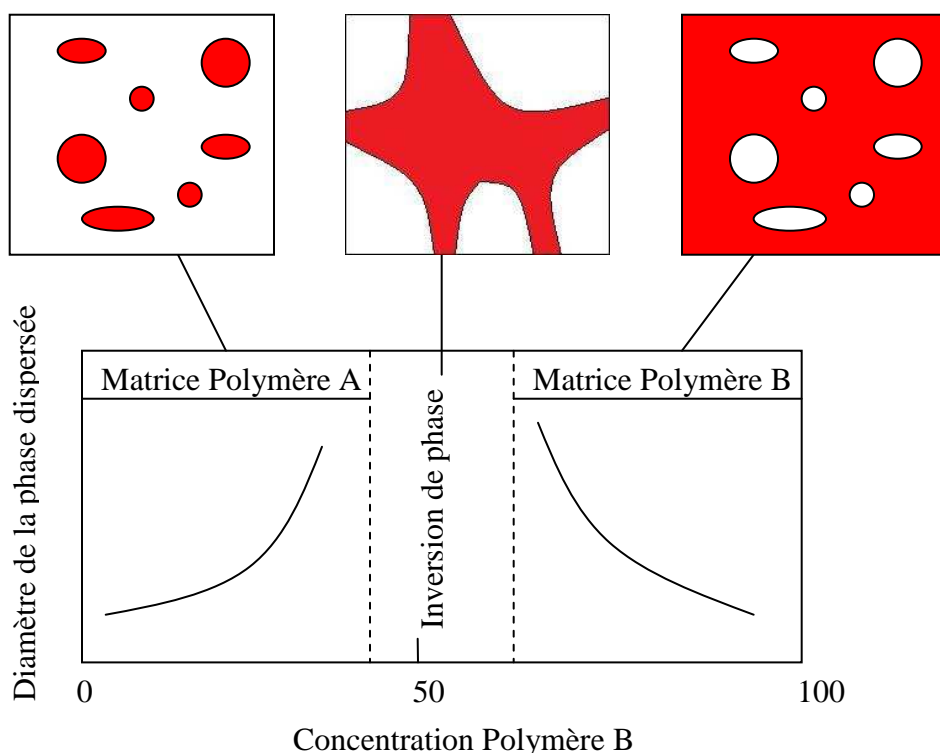 Diamètre de la phase dispersée
Matrice Polymère A
Inversion de phase
Matrice Polymère B
0
50
100
Concentration Polymère B